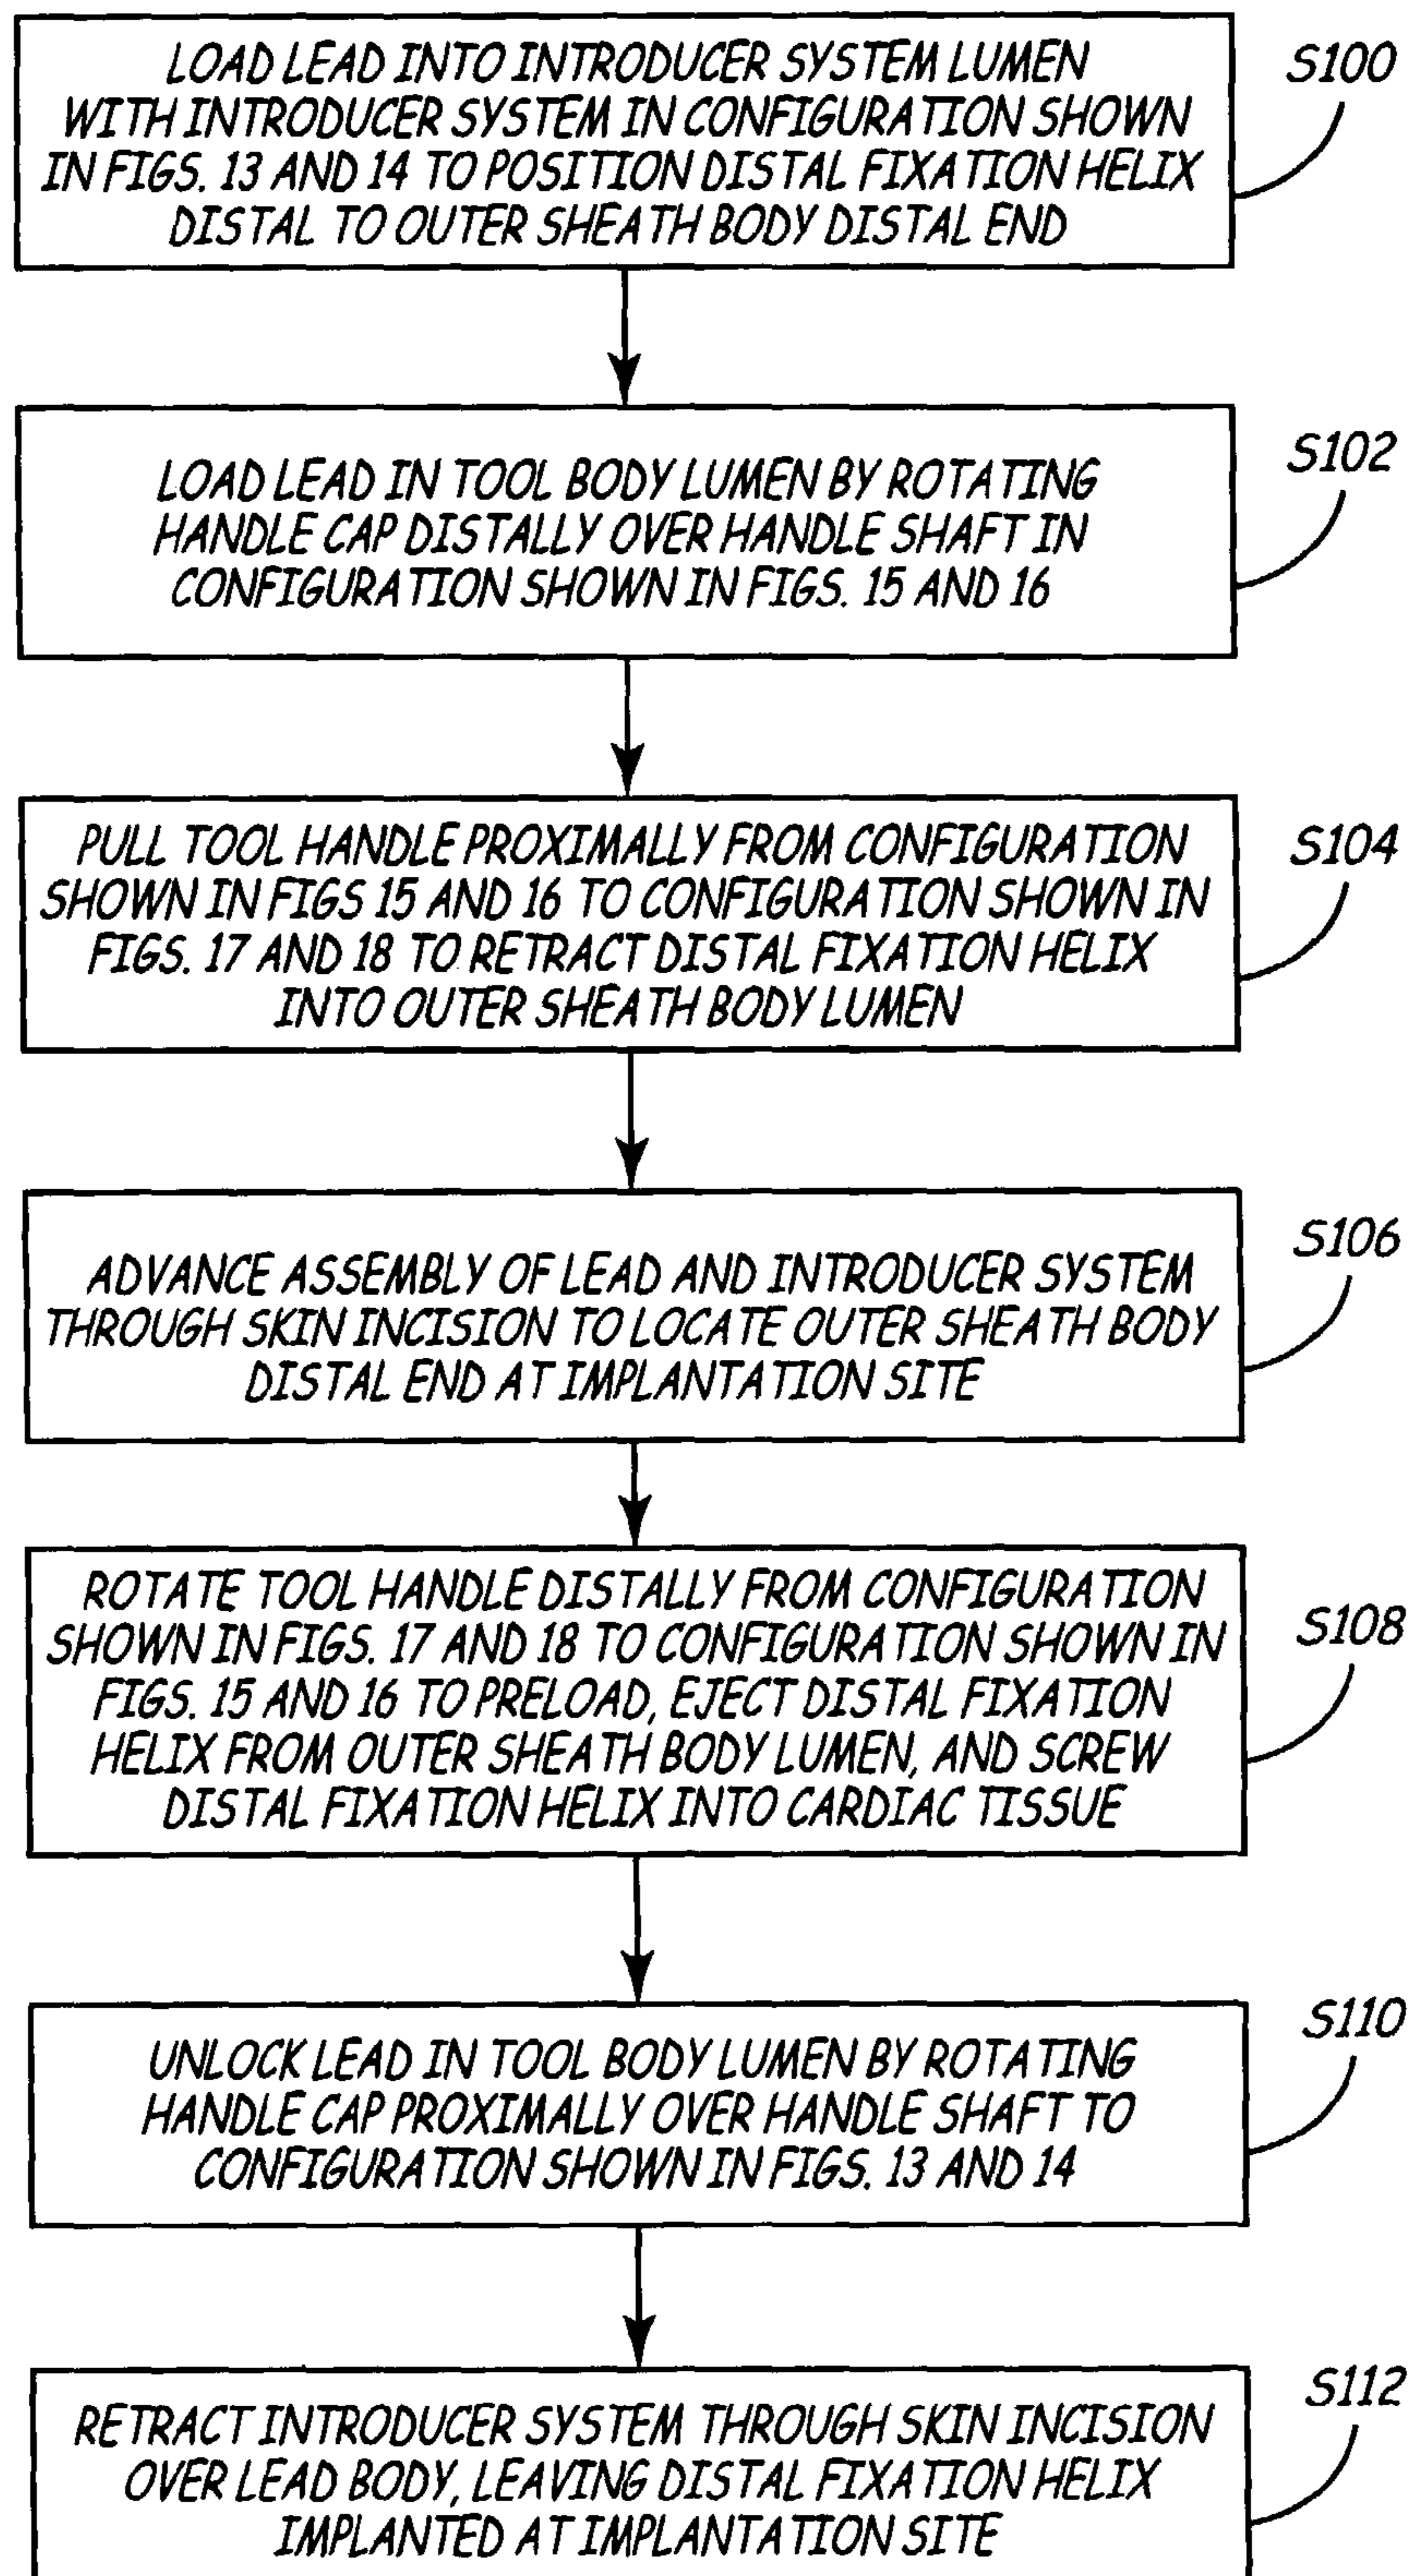 LOAD LEAD INTO INTRODUCER SYSTEM LUMEN
WITH INTRODUCER SYSTEM IN CONFIGURATION SHOWN
IN FIGS. 13 AND 14 TO POSITION DISTAL FIXATION HELIX
DISTAL TO OUTER SHEATH BODY DISTAL END
S100
LOAD LEAD IN TOOL BODY LUMEN BY ROTATING
HANDLE CAP DISTALLY OVER HANDLE SHAFT IN
CONFIGURATION SHOWN IN FIGS. 15 AND 16
S102
PULL TOOL HANDLE PROXIMALLY FROM CONFIGURATION
SHOWN IN FIGS 15 AND 16 TO CONFIGURATION SHOWN IN
FIGS. 17 AND 18 TO RETRACT DISTAL FIXATION HELIX
INTO OUTER SHEATH BODY LUMEN
S104
ADVANCE ASSEMBLY OF LEAD AND INTRODUCER SYSTEM
THROUGH SKIN INCISION TO LOCATE OUTER SHEATH BODY
DISTAL END AT IMPLANTATION SITE
S106
ROTATE TOOL HANDLE DISTALLY FROM CONFIGURATION
SHOWN IN FIGS. 17 AND 18 TO CONFIGURATION SHOWN IN
FIGS. 15 AND 16 TO PRELOAD, EJECT DISTAL FIXATION
HELIX FROM OUTER SHEATH BODY LUMEN, AND SCREW
DISTAL FIXATION HELIX INTO CARDIAC TISSUE
S108
UNLOCK LEAD IN TOOL BODY LUMEN BY ROTATING
HANDLE CAP PROXIMALLY OVER HANDLE SHAFT TO
CONFIGURATION SHOWN IN FIGS. 13 AND 14
S110
RETRACT INTRODUCER SYSTEM THROUGH SKIN INCISION
OVER LEAD BODY, LEAVING DISTAL FIXATION HELIX
IMPLANTED AT IMPLANTATION SITE
S112